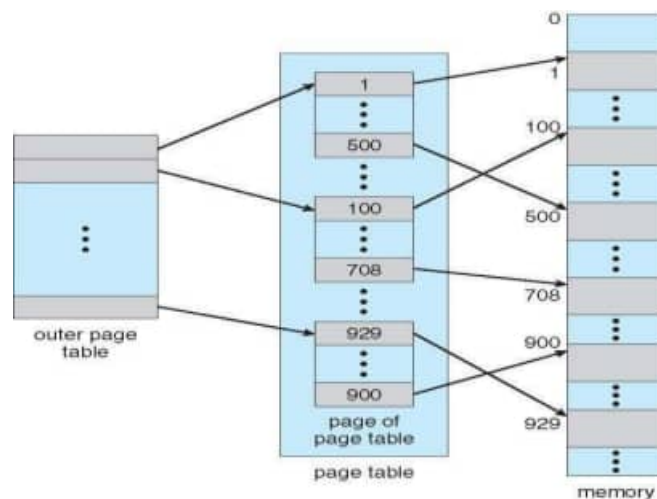 0
1
100
500
708
900
929
memory
1
500
100
708
929
900
page of
page table
page table
outer page
table